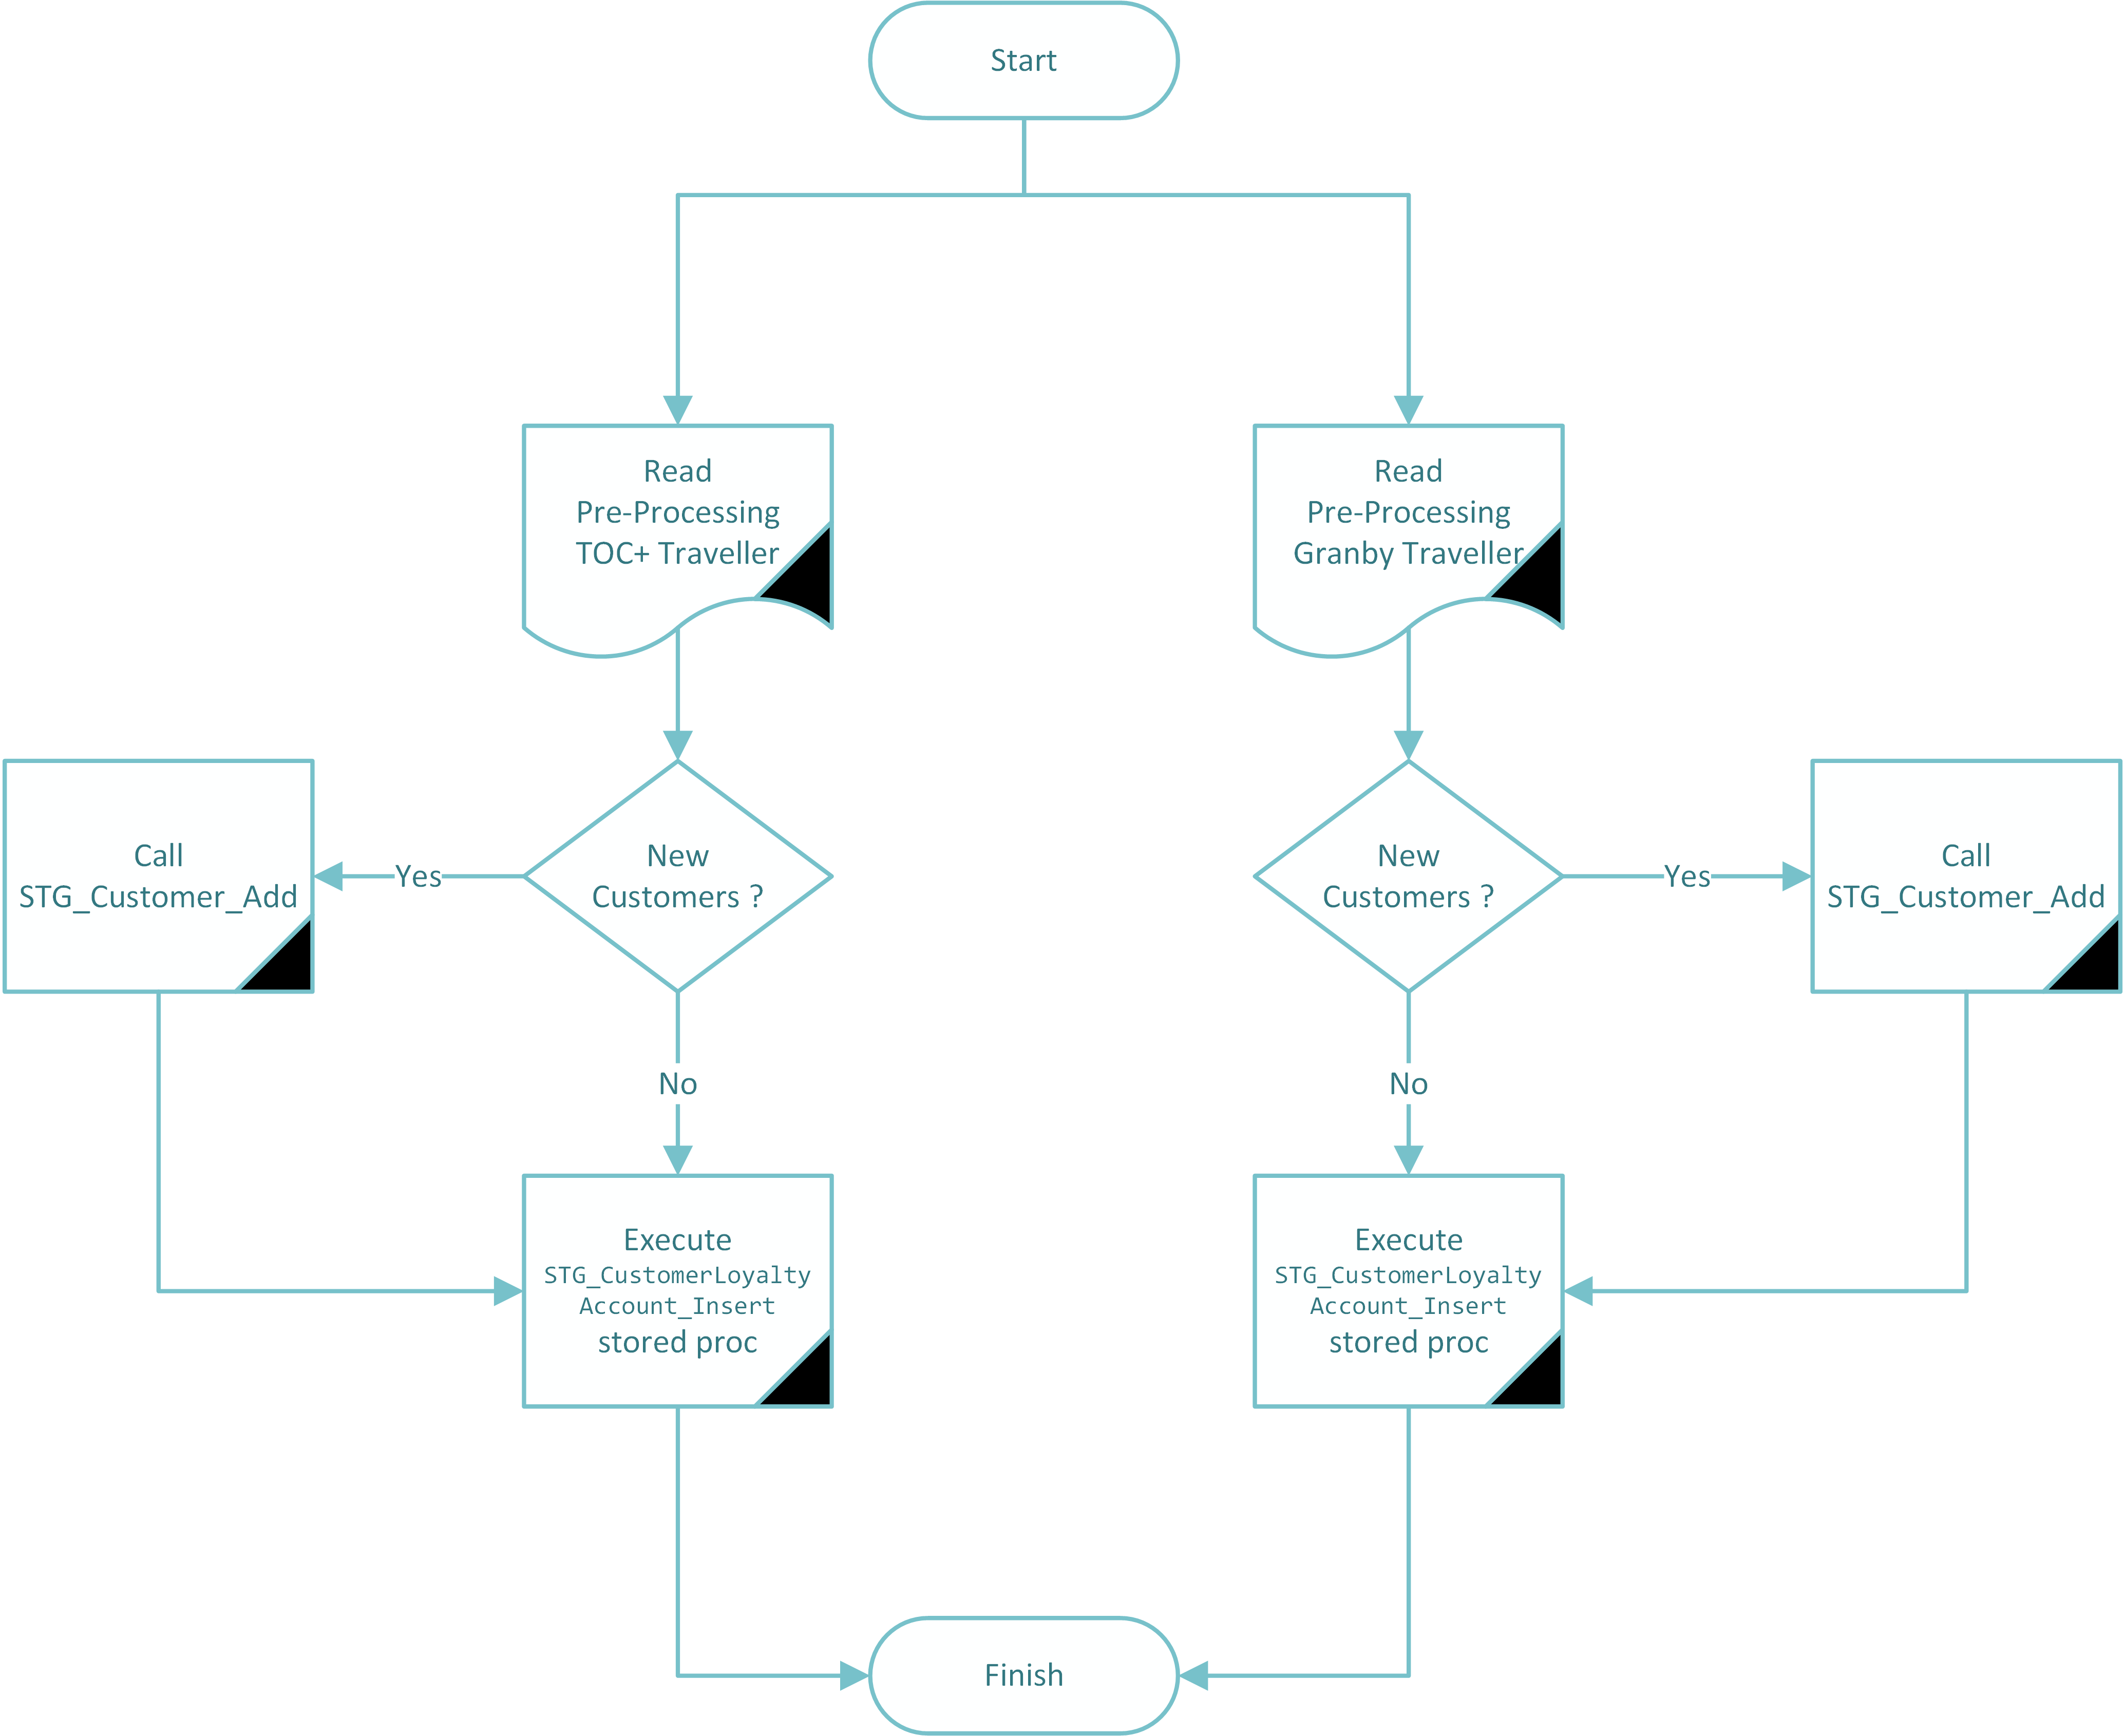 Start
Read
Pre-Processing
TOC+ Traveller
Read
Pre-Processing
Granby Traveller
Call
STG_Customer_Add
Yes
New
Customers ?
New
Customers ?
Yes
Call
STG_Customer_Add
No
No
Execute
STG_CustomerLoyalty
Account_Insert
stored proc
Execute
STG_CustomerLoyalty
Account_Insert
stored proc
Finish